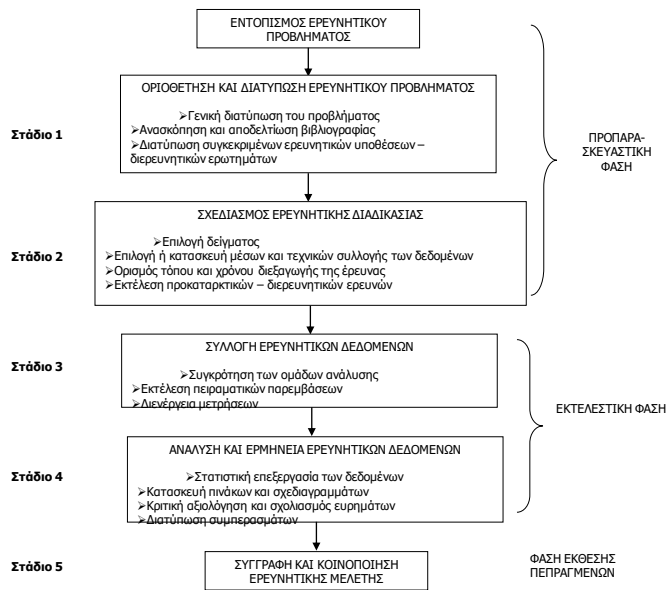 ΕΝΤΟΠΙΣΜΟΣ ΕΡΕΥΝΗΤΙΚΟΥ
ΠΡΟΒΛΗΜΑΤΟΣ
ΟΡΙΟΘΕΤΗΣΗ ΚΑΙ ΔΙΑΤΥΠΩΣΗ ΕΡΕΥΝΗΤΙΚΟΥ ΠΡΟΒΛΗΜΑΤΟΣ
➢Γενική διατύπωση του προβλήματος
Στάδιο 1
➢Ανασκόπηση και αποδελτίωση βιβλιογραφίας
➢Διατύπωση συγκεκριμένων ερευνητικών υποθέσεων –
διερευνητικών ερωτημάτων
ΠΡΟΠΑΡΑ-
ΣΚΕΥΑΣΤΙΚΗ
ΦΑΣΗ
ΣΧΕΔΙΑΣΜΟΣ ΕΡΕΥΝΗΤΙΚΗΣ ΔΙΑΔΙΚΑΣΙΑΣ
➢Επιλογή δείγματος
Στάδιο 2
➢Επιλογή ή κατασκευή μέσων και τεχνικών συλλογής των δεδομένων
➢Ορισμός τόπου και χρόνου διεξαγωγής της έρευνας
➢Εκτέλεση προκαταρκτικών – διερευνητικών ερευνών
ΣΥΛΛΟΓΗ ΕΡΕΥΝΗΤΙΚΩΝ ΔΕΔΟΜΕΝΩΝ
Στάδιο 3
➢Συγκρότηση των ομάδων ανάλυσης
➢Εκτέλεση πειραματικών παρεμβάσεων
➢Διενέργεια μετρήσεων
ΕΚΤΕΛΕΣΤΙΚΗ ΦΑΣΗ
ΑΝΑΛΥΣΗ ΚΑΙ ΕΡΜΗΝΕΙΑ ΕΡΕΥΝΗΤΙΚΩΝ ΔΕΔΟΜΕΝΩΝ
Στάδιο 4
➢Στατιστική επεξεργασία των δεδομένων
➢Κατασκευή πινάκων και σχεδιαγραμμάτων
➢Κριτική αξιολόγηση και σχολιασμός ευρημάτων
➢Διατύπωση συμπερασμάτων
Στάδιο 5
ΣΥΓΓΡΑΦΗ ΚΑΙ ΚΟΙΝΟΠΟΙΗΣΗ
ΕΡΕΥΝΗΤΙΚΗΣ ΜΕΛΕΤΗΣ
ΦΑΣΗ ΕΚΘΕΣΗΣ
ΠΕΠΡΑΓΜΕΝΩΝ